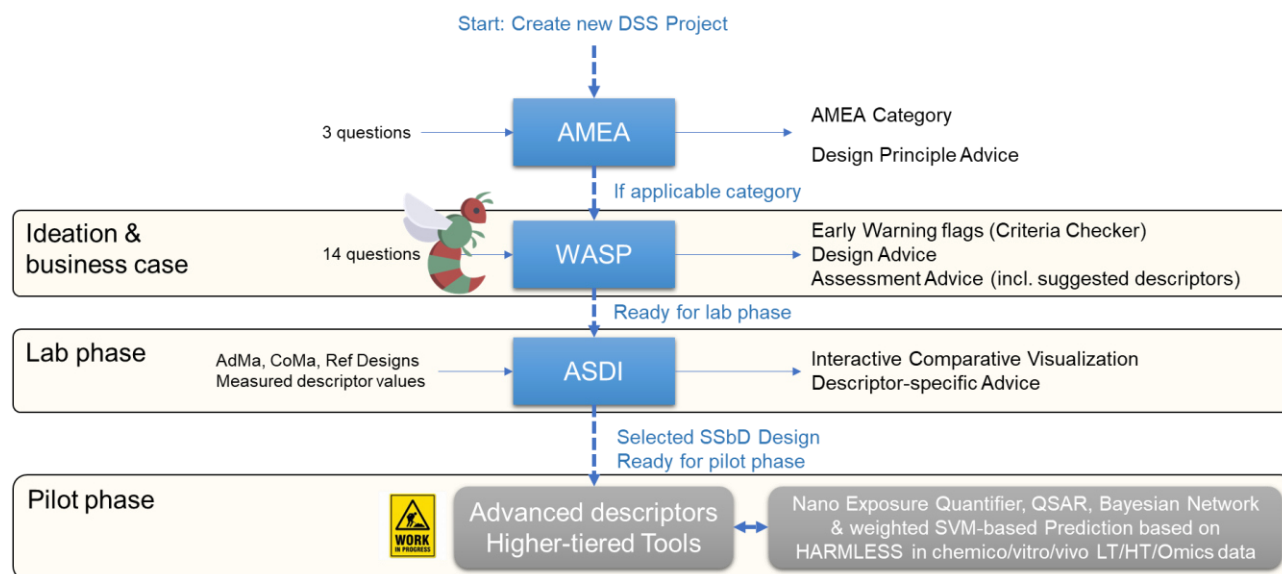 Start: Create new DSS Project
3 questions
AMEA
AMEA Category
Design Principle Advice
If applicable category
Ideation &
business case
14 questions
WASP
Early Warning flags (Criteria Checker)
Design Advice
Assessment Advice (incl. suggested descriptors)
Ready for lab phase
Lab phase
AdMa, CoMa, Ref Designs
Measured descriptor values
ASDI
Interactive Comparative Visualization
Descriptor-specific Advice
Selected SSbD Design
Ready for pilot phase
Pilot phase
WORK
IN PROGRESS
Advanced descriptors
Higher-tiered Tools
Nano Exposure Quantifier, QSAR, Bayesian Network
& weighted SVM-based Prediction based on
HARMLESS in chemico/vitro/vivo LT/HT/Omics data